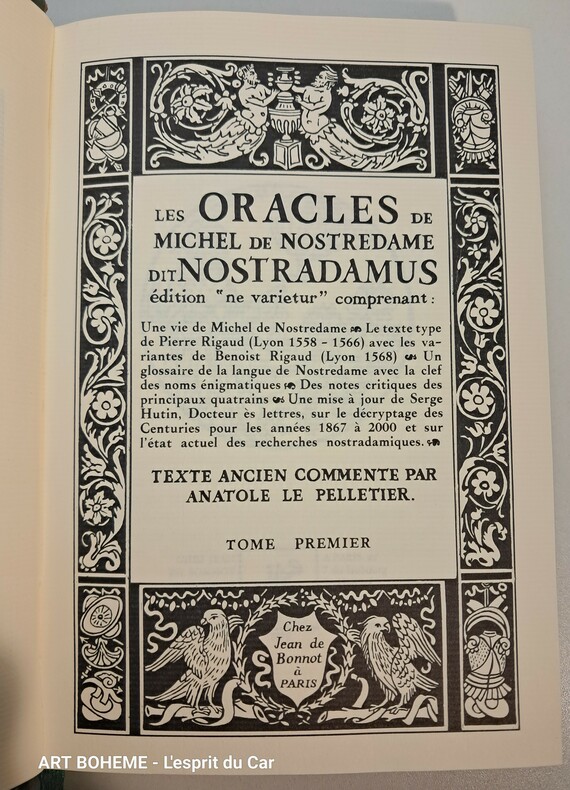 LES ORACLES DE
MICHEL DE NOSTREDAME
DIT NOSTRADAMUS
édition "ne varietur" comprenant :
Une vie de Michel de Nostredame Le texte type
de Pierre Rigaud (Lyon 1558 - 1566) avec les va-
riantes de Benoist Rigaud (Lyon 1568) Un
glossaire de la langue de Nostredame avec la clef
des noms énigmatiques Des notes critiques des
principaux quatrains Une mise à jour de Serge
Hutin, Docteur ès lettres, sur le décryptage des
Centuries pour les années 1867 à 2000 et sur
l'état actuel des recherches nostradamiques.
TEXTE ANCIEN COMMENTE PAR
ANATOLE LE PELLETIER.
TOME PREMIER
Chez
Jean de
Bonnot
à
PARIS
ART BOHEME - L'esprit du Car